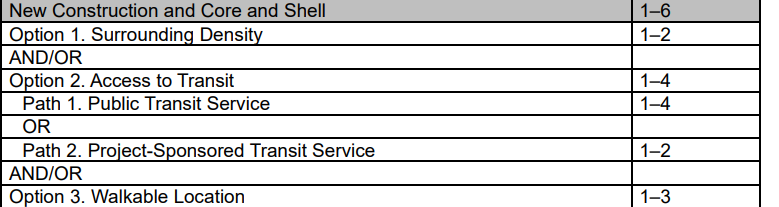 New Construction and Core and Shell 1–6
Option 1. Surrounding Density 1–2
AND/OR
Option 2. Access to Transit 1–4
Path 1. Public Transit Service 1–4
OR
Path 2. Project-Sponsored Transit Service 1–2
AND/OR
Option 3. Walkable Location 1–3